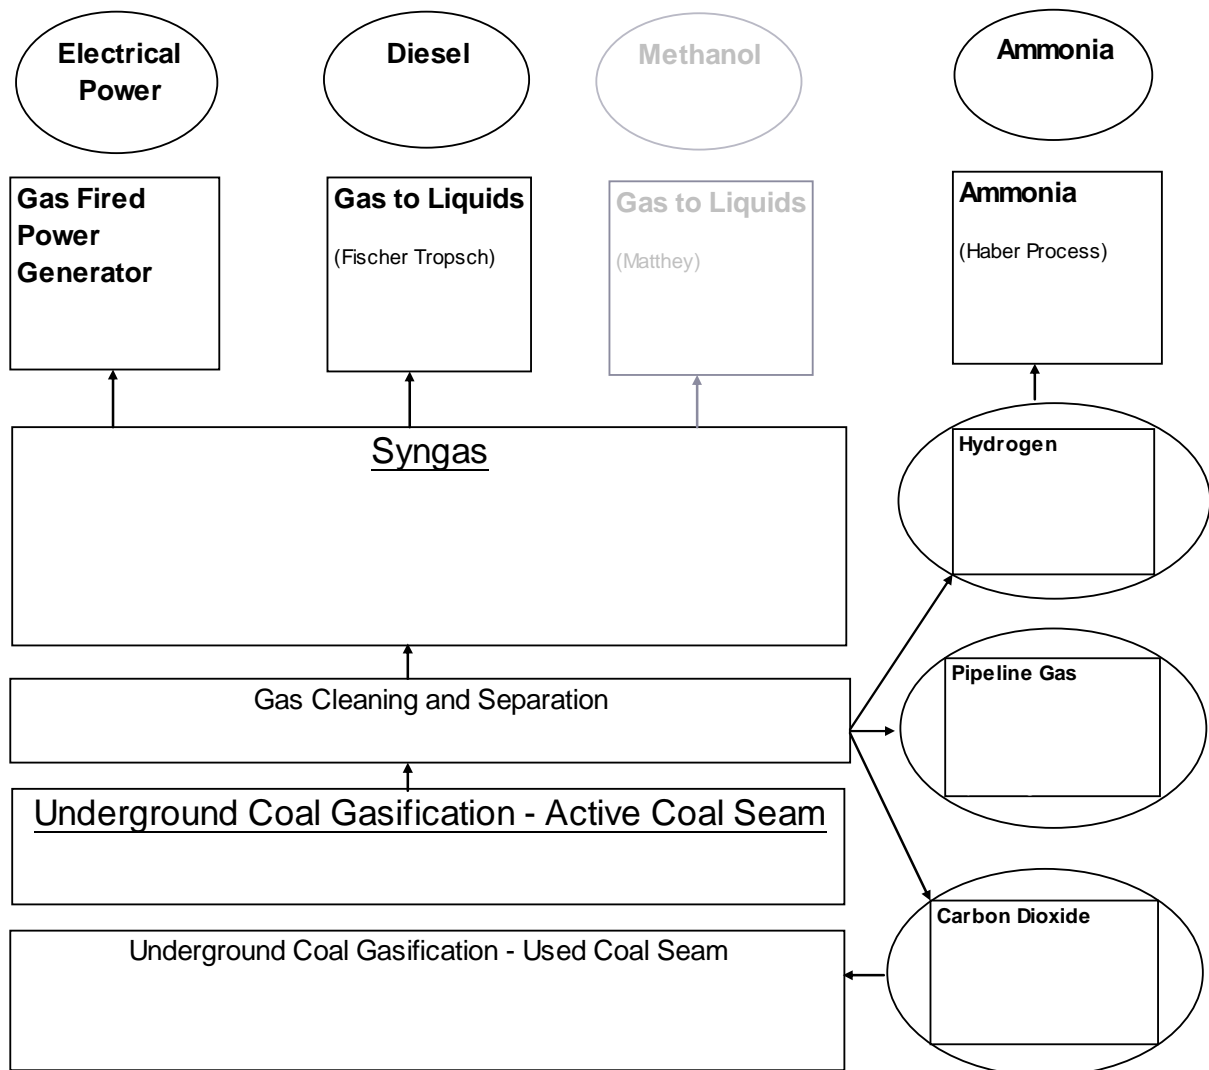 Electrical
Power
Diesel
Methanol
Ammonia
Gas Fired
Power
Generator
Gas to Liquids
(Fischer Tropsch)
Gas to Liquids
(Matthey)
Ammonia
(Haber Process)
Syngas
Hydrogen
Gas Cleaning and Separation
Pipeline Gas
Underground Coal Gasification - Active Coal Seam
Carbon Dioxide
Underground Coal Gasification - Used Coal Seam